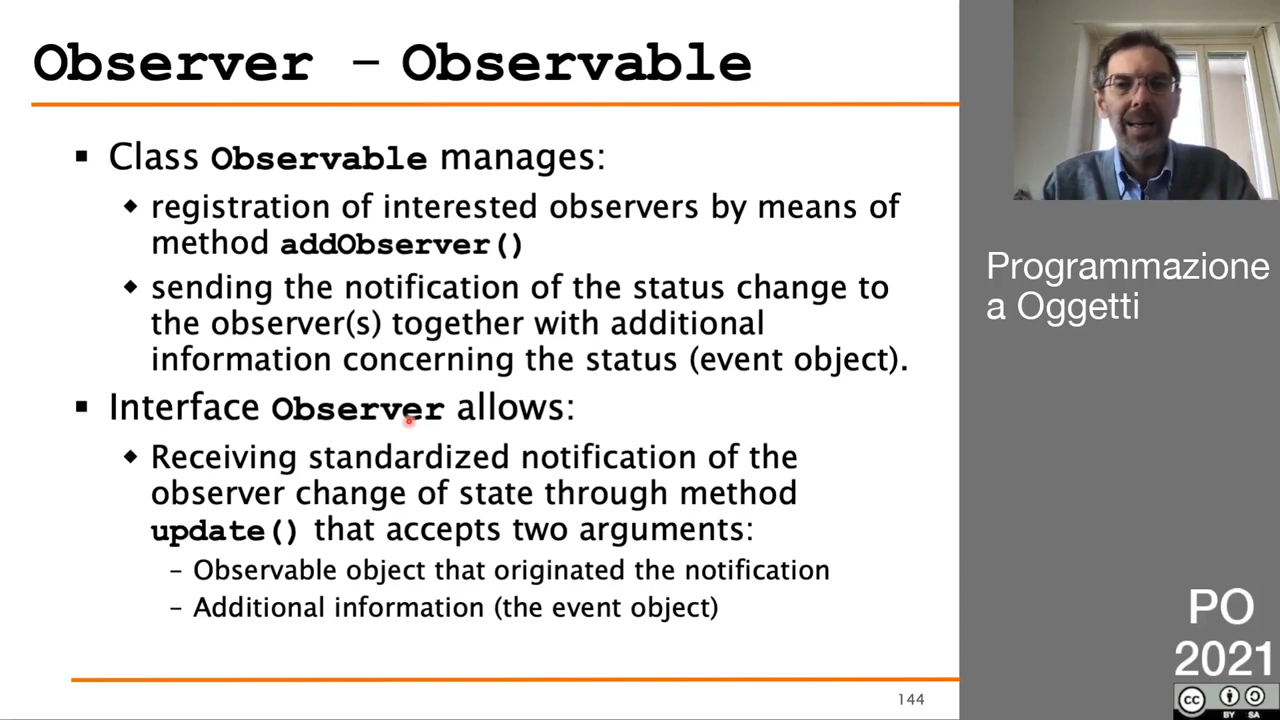 Observer – Observable
▪ Class Observable manages:
◆ registration of interested observers by means of
method addObserver()
◆ sending the notification of the status change to
the observer(s) together with additional
information concerning the status (event object).
▪ Interface Observer allows:
◆ Receiving standardized notification of the
observer change of state through method
update() that accepts two arguments:
– Observable object that originated the notification
– Additional information (the event object)
144
Programmazione
a Oggetti
PO
2021
cc
BY SA